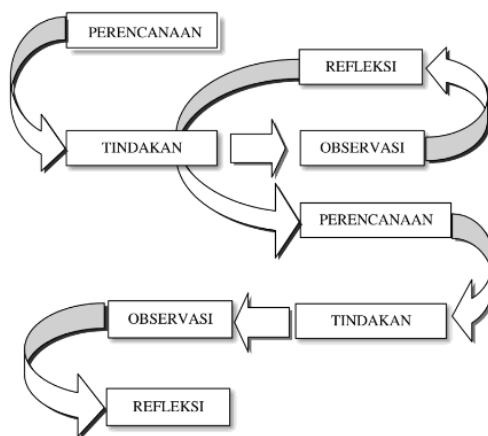 PERENCANAAN
REFLEKSI
TINDAKAN
OBSERVASI
PERENCANAAN
OBSERVASI
TINDAKAN
REFLEKSI